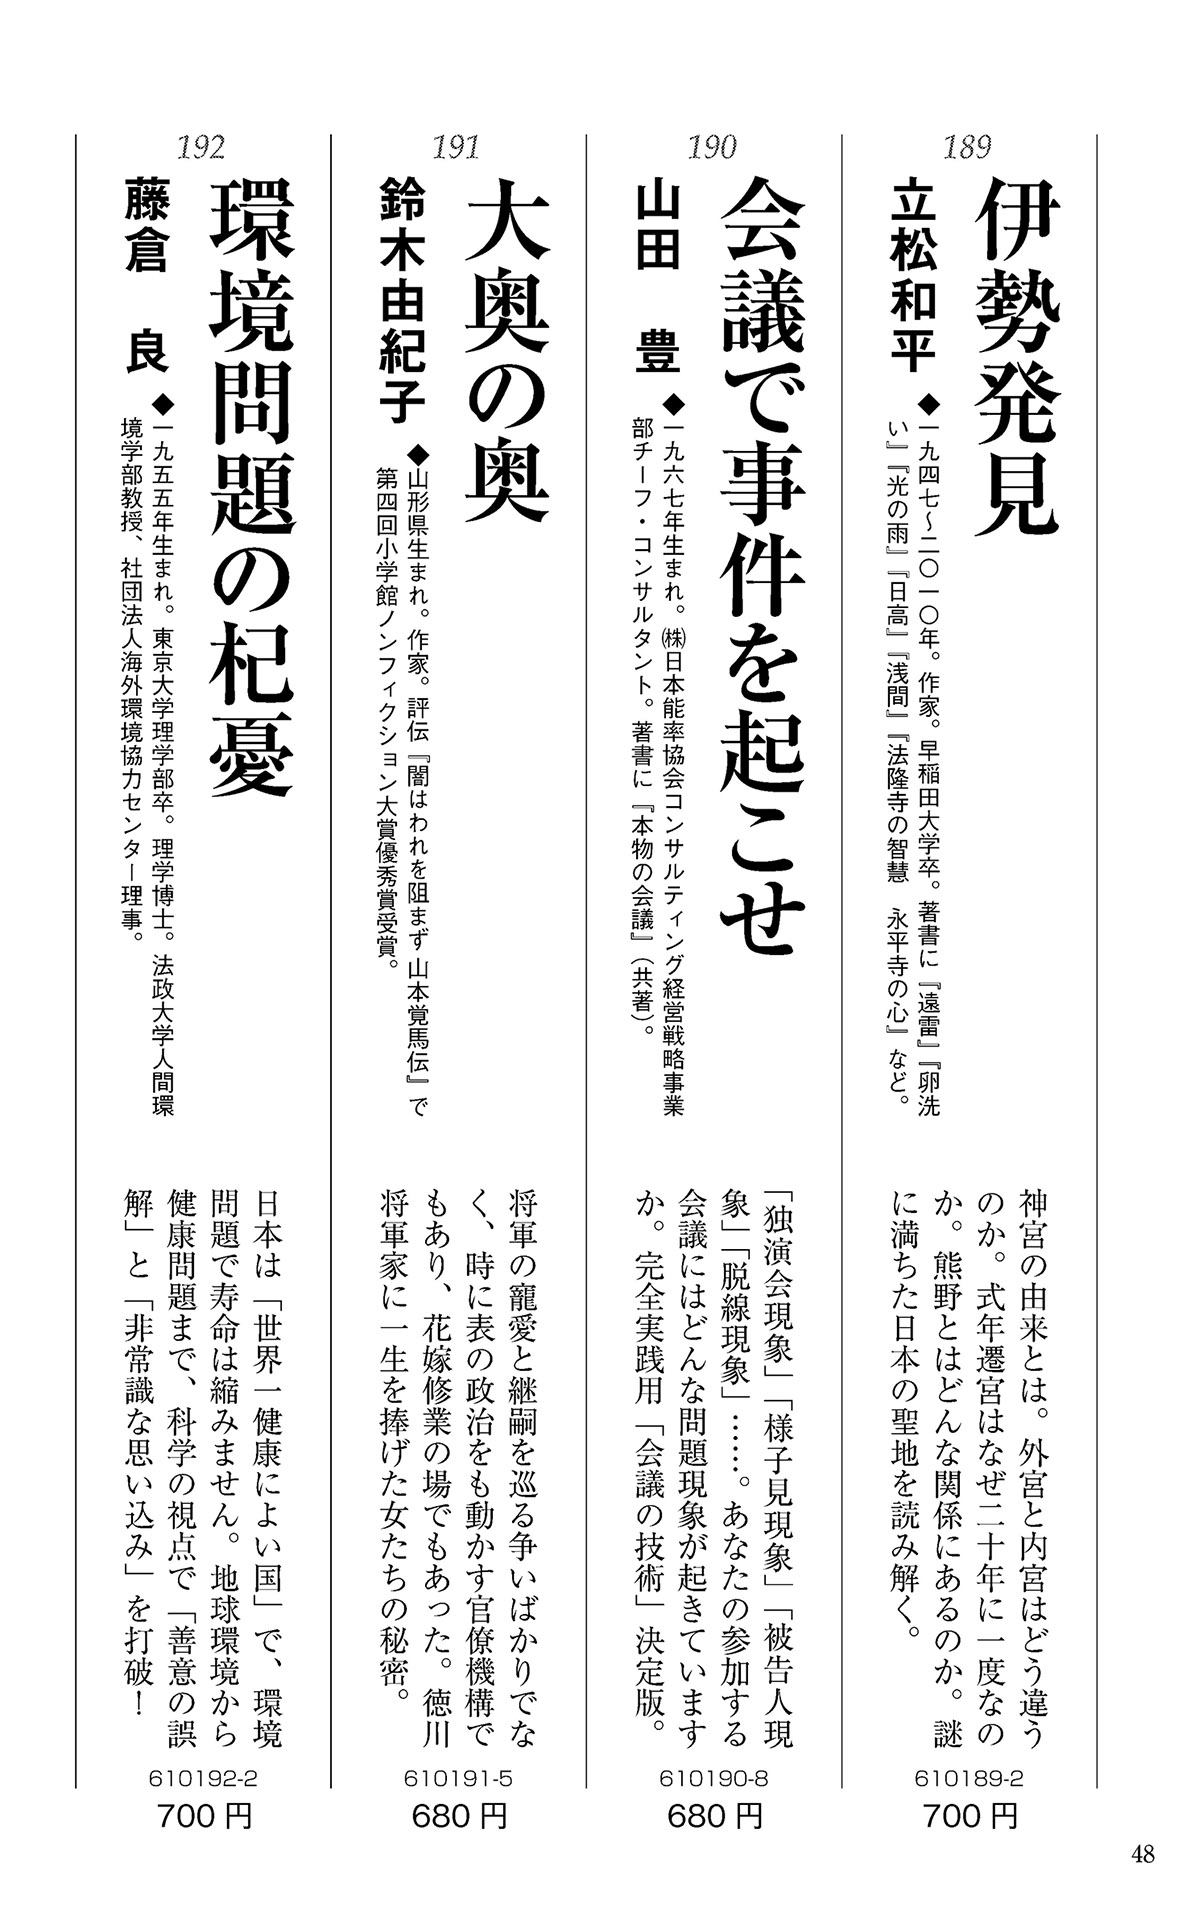 189
伊勢発見
立松和平
◆一九四七〜二〇一〇年。作家。早稲田大学卒。著書に『遠雷』『卵洗
い』『光の雨』『日高』『浅間』『法隆寺の智慧　永平寺の心』など。
神宮の由来とは。外宮と内宮はどう違う
のか。式年遷宮はなぜ二十年に一度なの
か。熊野とはどんな関係にあるのか。謎
に満ちた日本の聖地を読み解く。
610189-2
700円
190
会議で事件を起こせ
山田　豊
◆一九六七年生まれ。㈱日本能率協会コンサルティング経営戦略事業
部チーフ・コンサルタント。著書に『本物の会議』（共著）。
「独演会現象」「様子見現象」「被告人現
象」「脱線現象」……。あなたの参加する
会議にはどんな問題現象が起きています
か。完全実践用「会議の技術」決定版。
610190-8
680円
191
大奥の奥
鈴木由紀子
◆山形県生まれ。作家。評伝『闇はわれを阻まず 山本覚馬伝』で
第四回小学館ノンフィクション大賞優秀賞受賞。
将軍の寵愛と継嗣を巡る争いばかりでな
く、時に表の政治をも動かす官僚機構で
もあり、花嫁修業の場でもあった。徳川
将軍家に一生を捧げた女たちの秘密。
610191-5
680円
192
環境問題の杞憂
藤倉　良
◆一九五五年生まれ。東京大学理学部卒。理学博士。法政大学人間環
境学部教授、社団法人海外環境協力センター理事。
日本は「世界一健康によい国」で、環境
問題で寿命は縮みません。地球環境から
健康問題まで、科学の視点で「善意の誤
解」と「非常識な思い込み」を打破！
610192-2
700円
48